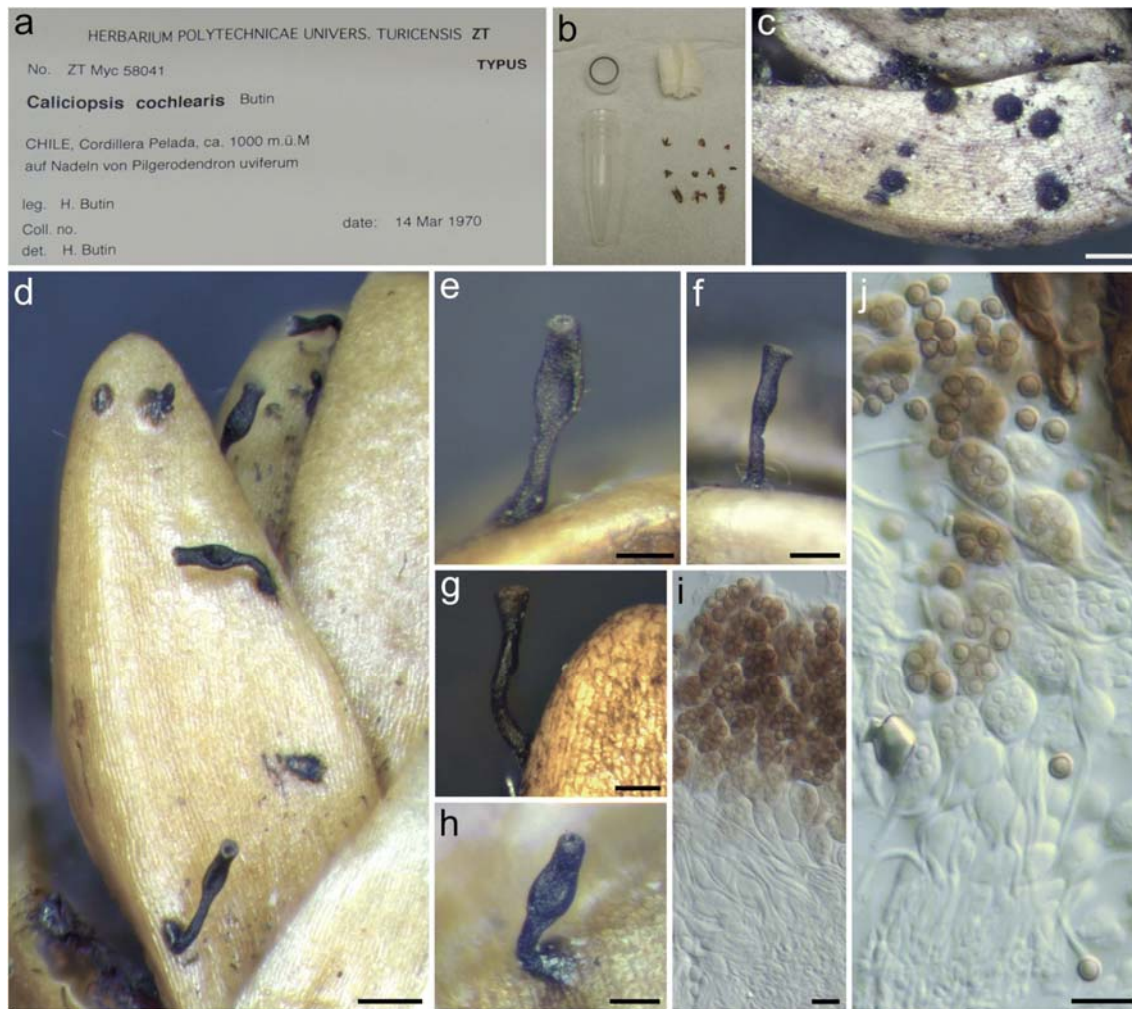 a
HERBARIUM POLYTECHNICAE UNIVERS. TURICENSIS ZT
No. ZT Myc 58041
TYPUS
Caliciopsis cochlearis Butin
CHILE, Cordillera Pelada, ca. 1000 m.ü.M
auf Nadeln von Pilgerodendron uviferum
leg. H. Butin
Coll. no.
date: 14 Mar 1970
det. H. Butin
b
c
d
e
f
j
g
i
h